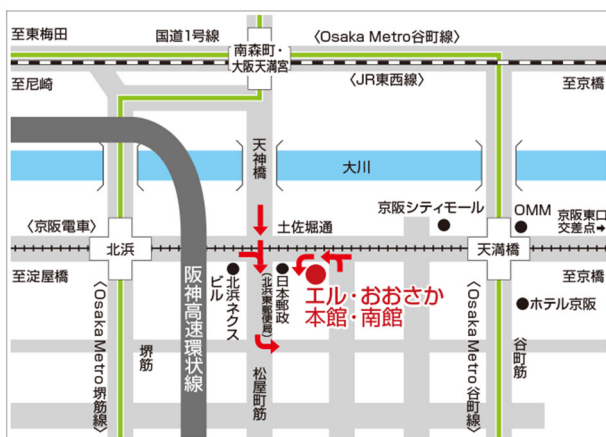 至東梅田
国道1号線
〈Osaka Metro谷町線〉
南森町・
大阪天満宮
至尼崎
〈JR東西線〉
至京橋
天神橋
大川
京阪シティモール
OMM
京阪東口
交差点→
〈京阪電車〉
北浜
土佐堀通
天満橋
至淀屋橋
至京橋
阪神高速環状線
北浜ネクス
ビル
日本郵政
(北浜東郵便局)
エル・おおさか
本館・南館
ホテル京阪
〈Osaka Metro堺筋線〉
堺筋
松屋町筋
〈Osaka Metro谷町線〉
谷町筋